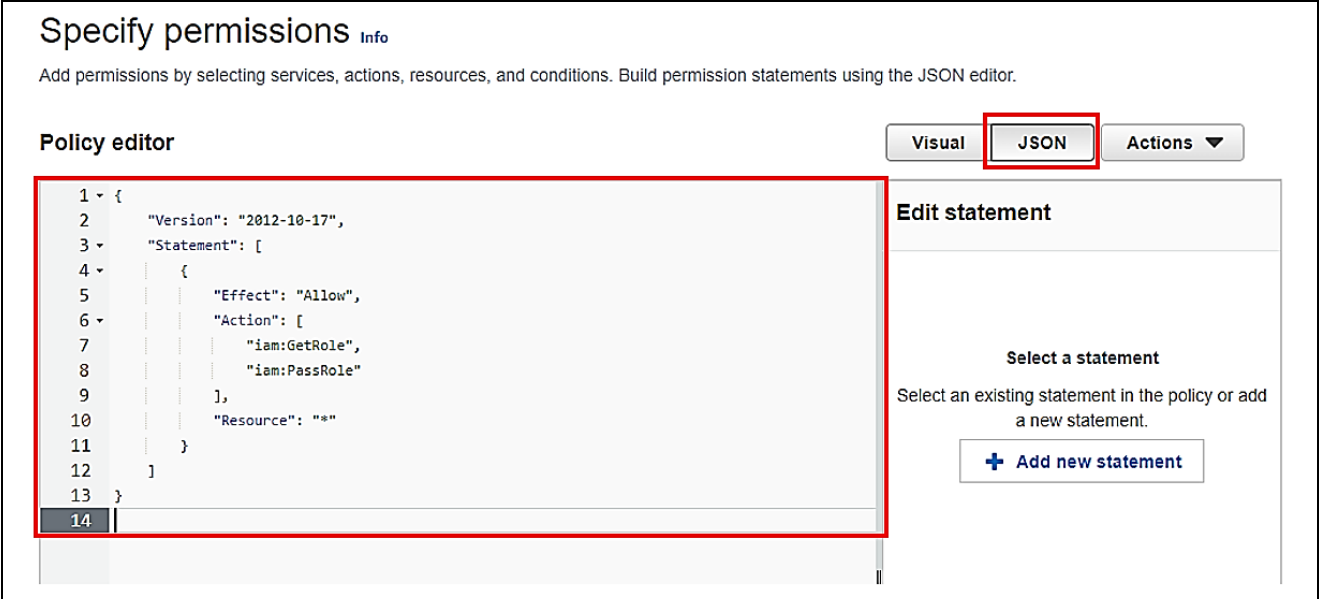 Specify permissions Info
Add permissions by selecting services, actions, resources, and conditions. Build permission statements using the JSON editor.
Policy editor
Visual JSON Actions
1 {
2 "Version": "2012-10-17",
3 "Statement": [
4 {
5 "Effect": "Allow",
6 "Action": [
7 "iam:GetRole",
8 "iam:PassRole"
9 ],
10 "Resource": "*"
11 }
12 ]
13 }
14
Edit statement
Select a statement
Select an existing statement in the policy or add
a new statement.
Add new statement